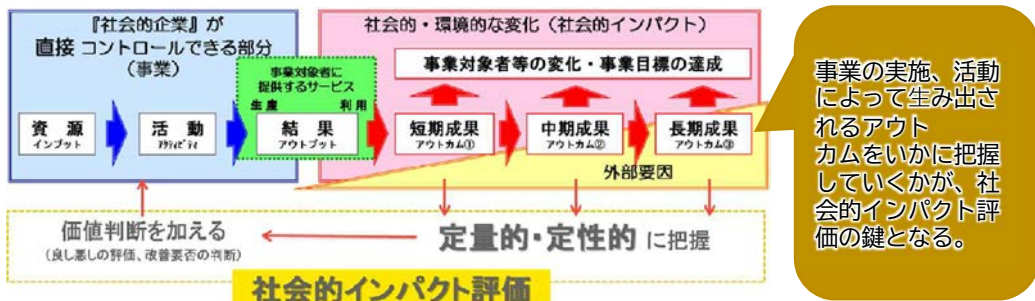 『社会的企業』が
直接 コントロールできる部分
（事業）
社会的・環境的な変化（社会的インパクト）
事業対象者に
提供するサービス
生産 利用
事業対象者等の変化・事業目標の達成
資源
インプット
活動
アクティビティ
結果
アウトプット
短期成果
アウトカム①
中期成果
アウトカム②
長期成果
アウトカム③
外部要因
価値判断を加える
（良し悪しの評価、改善要否の判断）
定量的・定性的 に把握
社会的インパクト評価
事業の実施、活動
によって生み出さ
れるアウト
カムをいかに把握
していくかが、社
会的インパクト評
価の鍵となる。